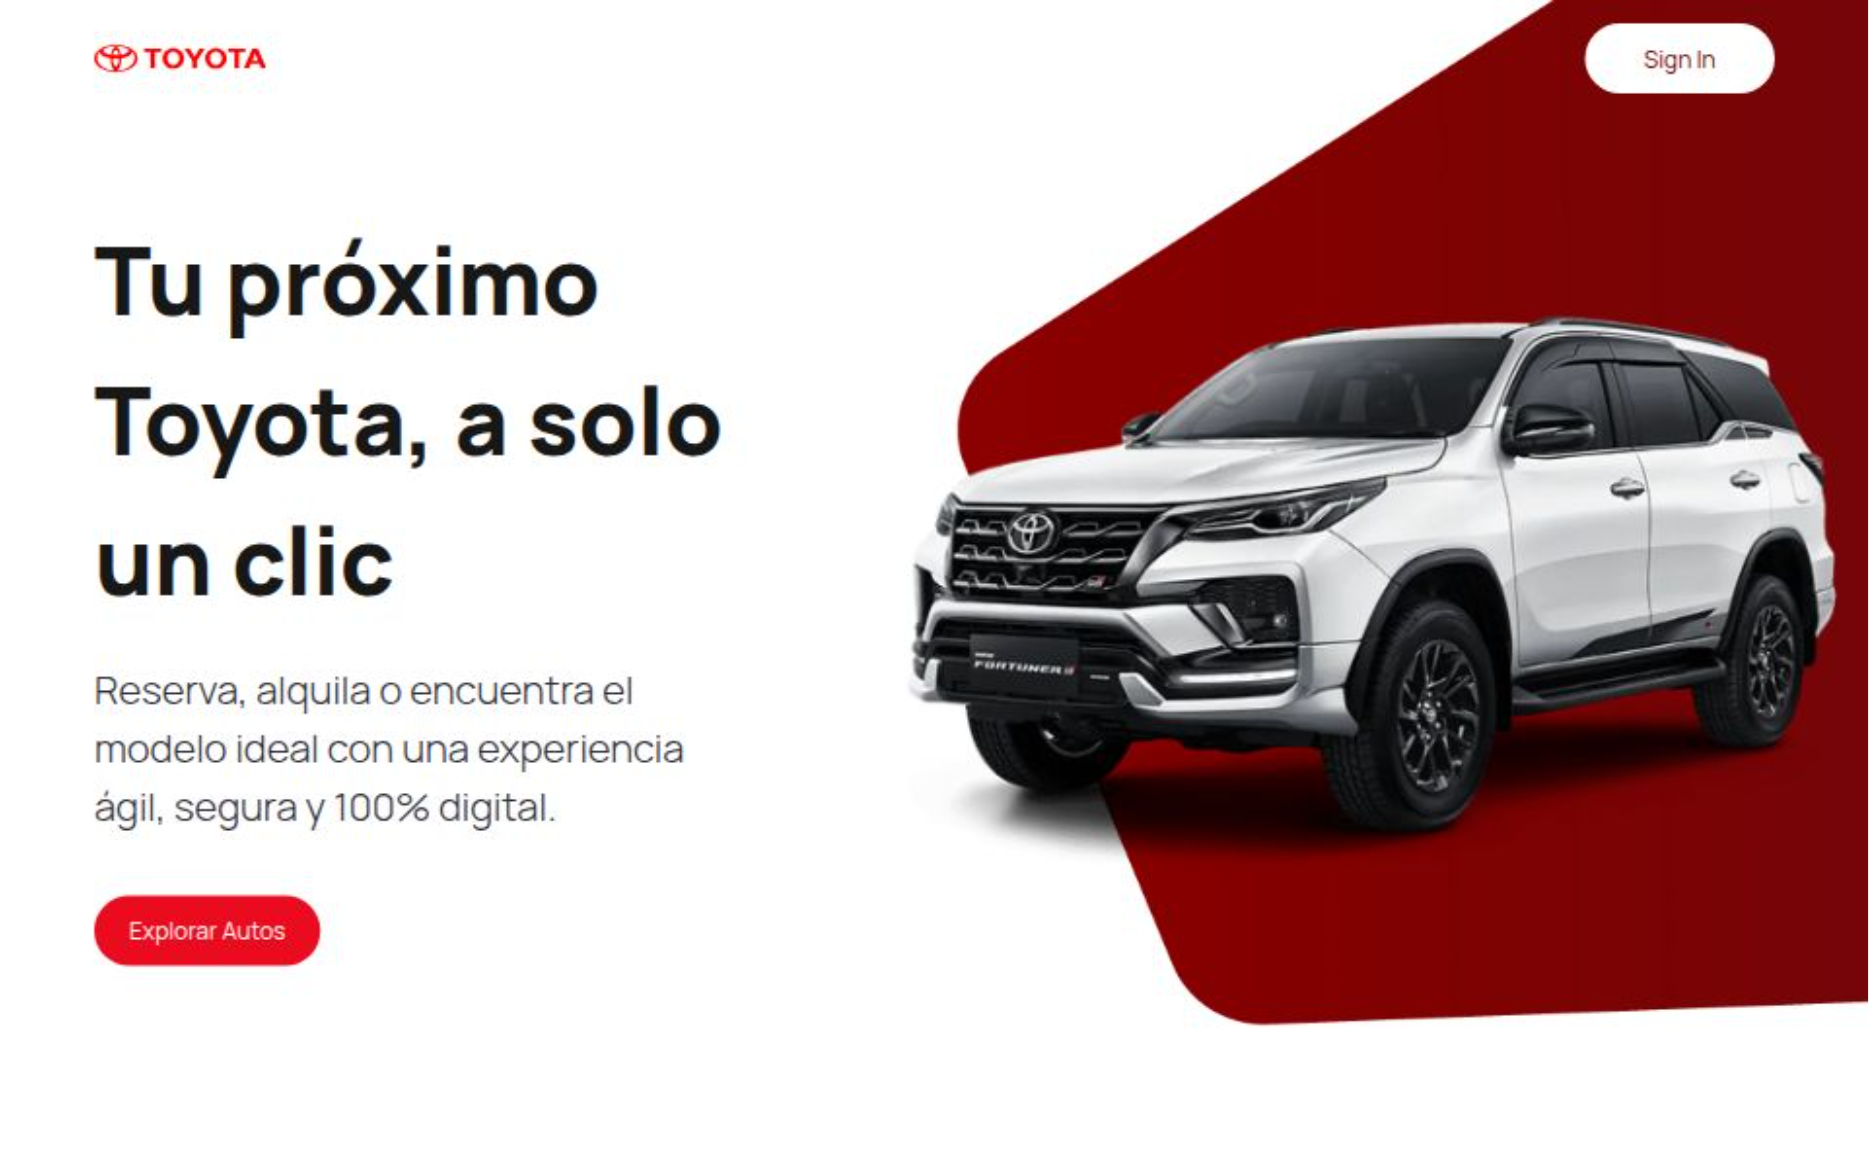 TOYOTA
Sign In
Tu próximo
Toyota, a solo
un clic
Reserva, alquila o encuentra el
modelo ideal con una experiencia
ágil, segura y 100% digital.
Explorar Autos
FORTUNER